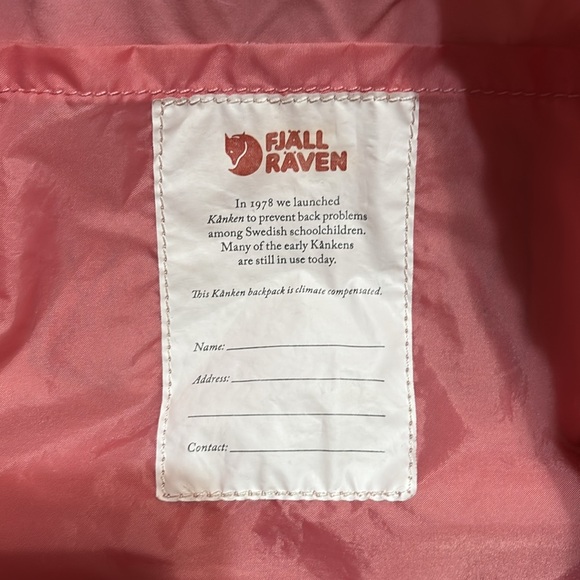 FJÄLL
RÄVEN
In 1978 we launched
Kånken to prevent back problems
among Swedish schoolchildren.
Many of the early Kånkens
are still in use today.
This Kånken backpack is climate compensated.
Name:
Address:
Contact: